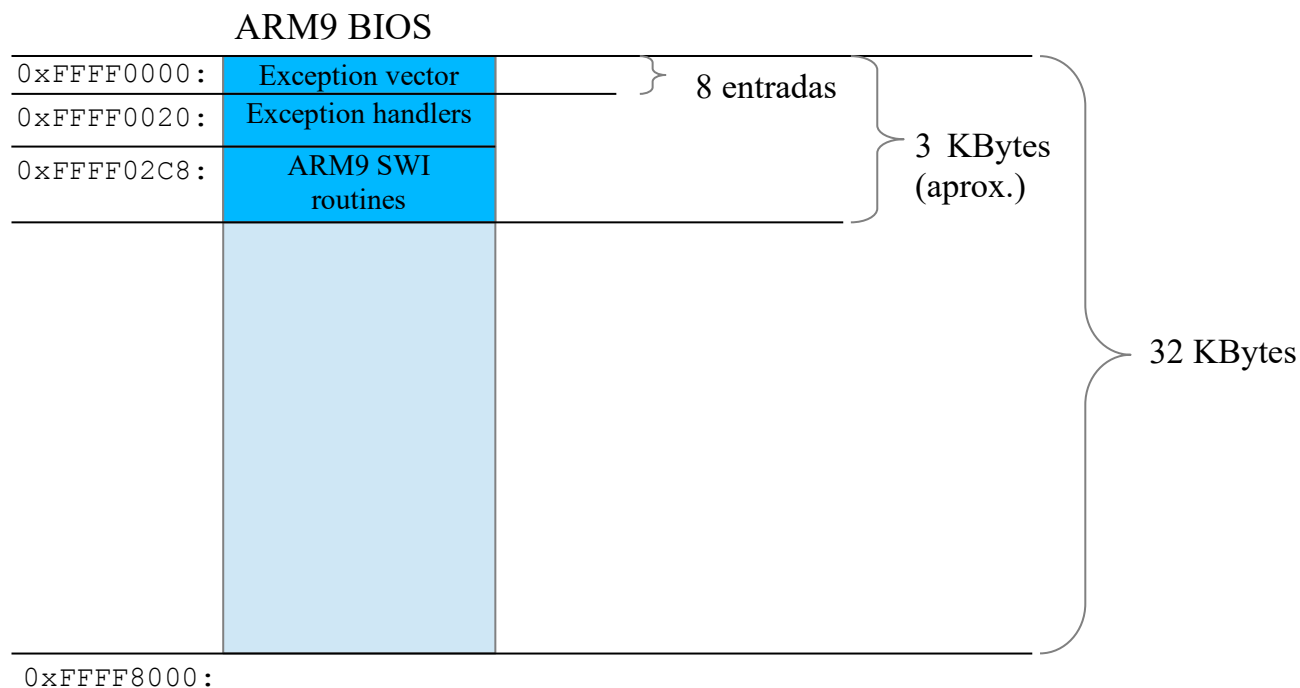 ARM9 BIOS
0xFFFF0000:
Exception vector
8 entradas
0xFFFF0020:
Exception handlers
3 KBytes
(aprox.)
0xFFFF02C8:
ARM9 SWI
routines
32 KBytes
0xFFFF8000: